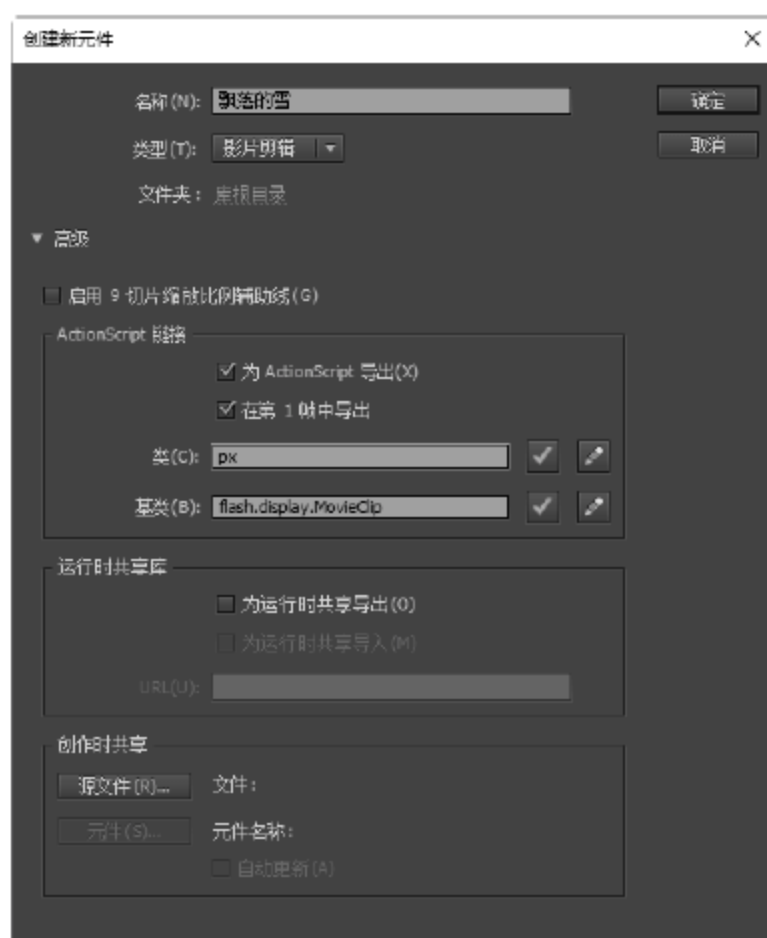 创建新元件
名称(N): 飘落的雪 确定
类型(T): 影片剪辑 取消
文件夹: 库根目录
高级
启用 9 切片缩放比例辅助线(G)
ActionScript 链接
为 ActionScript 导出(X)
在第 1 帧中导出
类(C): px
基类(B): flash.display.MovieClip
运行时共享库
为运行时共享导出(O)
为运行时共享导入(M)
URL(U):
创作时共享
源文件(R)... 文件:
元件(S)... 元件名称:
自动更新(A)